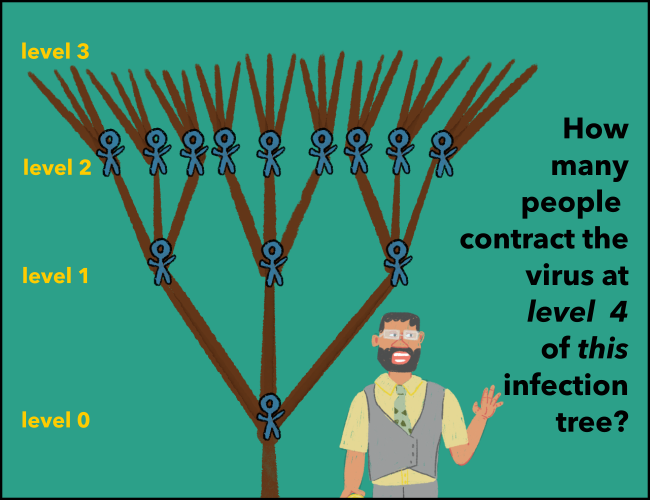 level 3
level 2
level 1
level 0
How
many
people
contract the
virus at
level 4
of this
infection
tree?